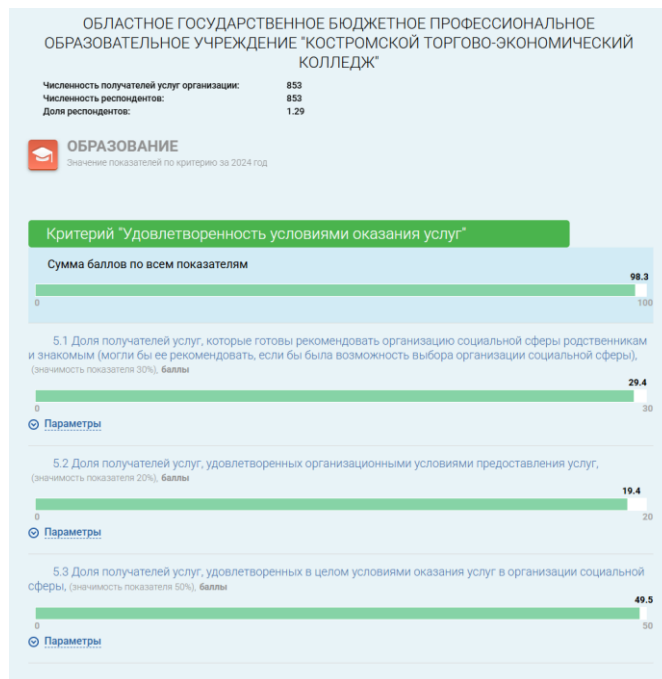 ОБЛАСТНОЕ ГОСУДАРСТВЕННОЕ БЮДЖЕТНОЕ ПРОФЕССИОНАЛЬНОЕ
ОБРАЗОВАТЕЛЬНОЕ УЧРЕЖДЕНИЕ "КОСТРОМСКОЙ ТОРГОВО-ЭКОНОМИЧЕСКИЙ
КОЛЛЕДЖ"
Численность получателей услуг организации: 853
Численность респондентов: 853
Доля респондентов: 1.29
ОБРАЗОВАНИЕ
Значение показателей по критерию за 2024 год
Критерий "Удовлетворенность условиями оказания услуг"
Сумма баллов по всем показателям
98.3
0 100
5.1 Доля получателей услуг, которые готовы рекомендовать организацию социальной сферы родственникам
и знакомым (могли бы ее рекомендовать, если бы была возможность выбора организации социальной сферы),
(значимость показателя 30%), баллы
29.4
0 30
Параметры
5.2 Доля получателей услуг, удовлетворенных организационными условиями предоставления услуг,
(значимость показателя 20%), баллы
19.4
0 20
Параметры
5.3 Доля получателей услуг, удовлетворенных в целом условиями оказания услуг в организации социальной
сферы, (значимость показателя 50%), баллы
49.5
0 50
Параметры